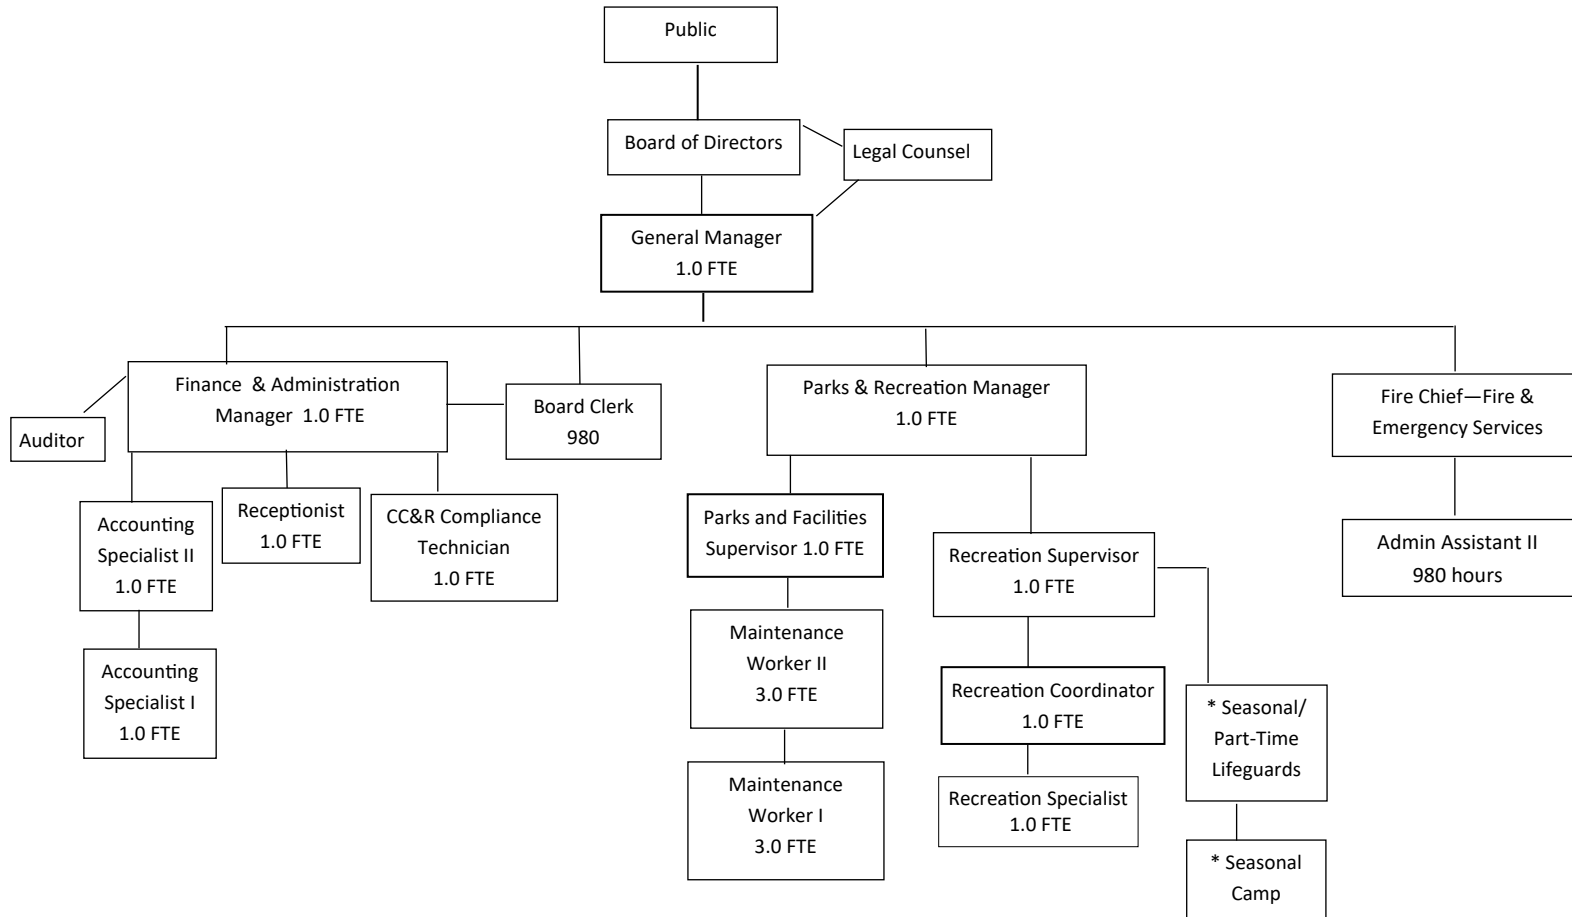 Public
Board of Directors
Legal Counsel
General Manager
1.0 FTE
Finance & Administration
Manager 1.0 FTE
Auditor
Board Clerk
980
Parks & Recreation Manager
1.0 FTE
Fire Chief—Fire &
Emergency Services
Accounting
Specialist II
1.0 FTE
Receptionist
1.0 FTE
CC&R Compliance
Technician
1.0 FTE
Parks and Facilities
Supervisor 1.0 FTE
Recreation Supervisor
1.0 FTE
Admin Assistant II
980 hours
Accounting
Specialist I
1.0 FTE
Maintenance
Worker II
3.0 FTE
Recreation Coordinator
1.0 FTE
* Seasonal/
Part-Time
Lifeguards
Maintenance
Worker I
3.0 FTE
Recreation Specialist
1.0 FTE
* Seasonal
Camp